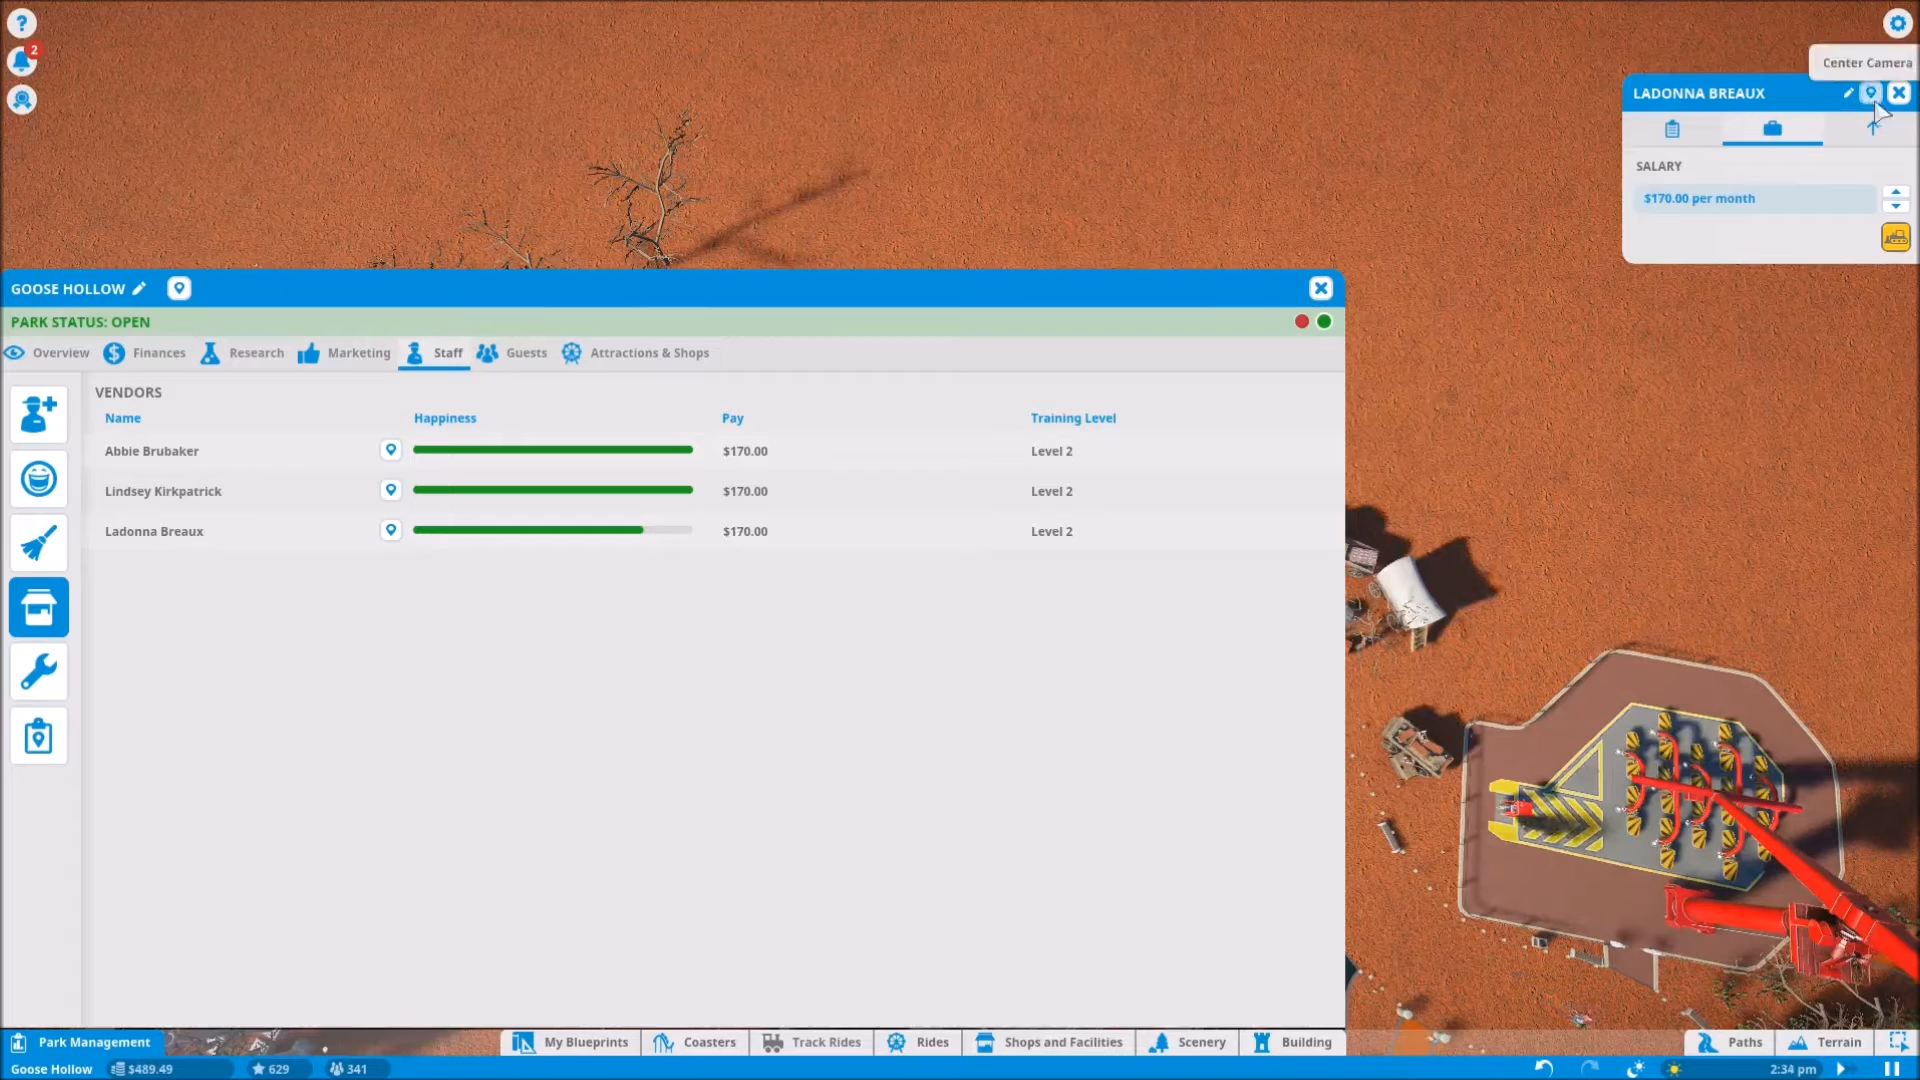 ?
2
Center Camera
LADONNA BREAUX
SALARY
$170.00 per month
GOOSE HOLLOW
PARK STATUS: OPEN
Overview $ Finances Research Marketing Staff Guests Attractions & Shops
VENDORS
Name Happiness Pay Training Level
Abbie Brubaker $170.00 Level 2
Lindsey Kirkpatrick $170.00 Level 2
Ladonna Breaux $170.00 Level 2
Park Management My Blueprints Coasters Track Rides Rides Shops and Facilities Scenery Building Paths Terrain
Goose Hollow $489.49 629 341 2:34 pm